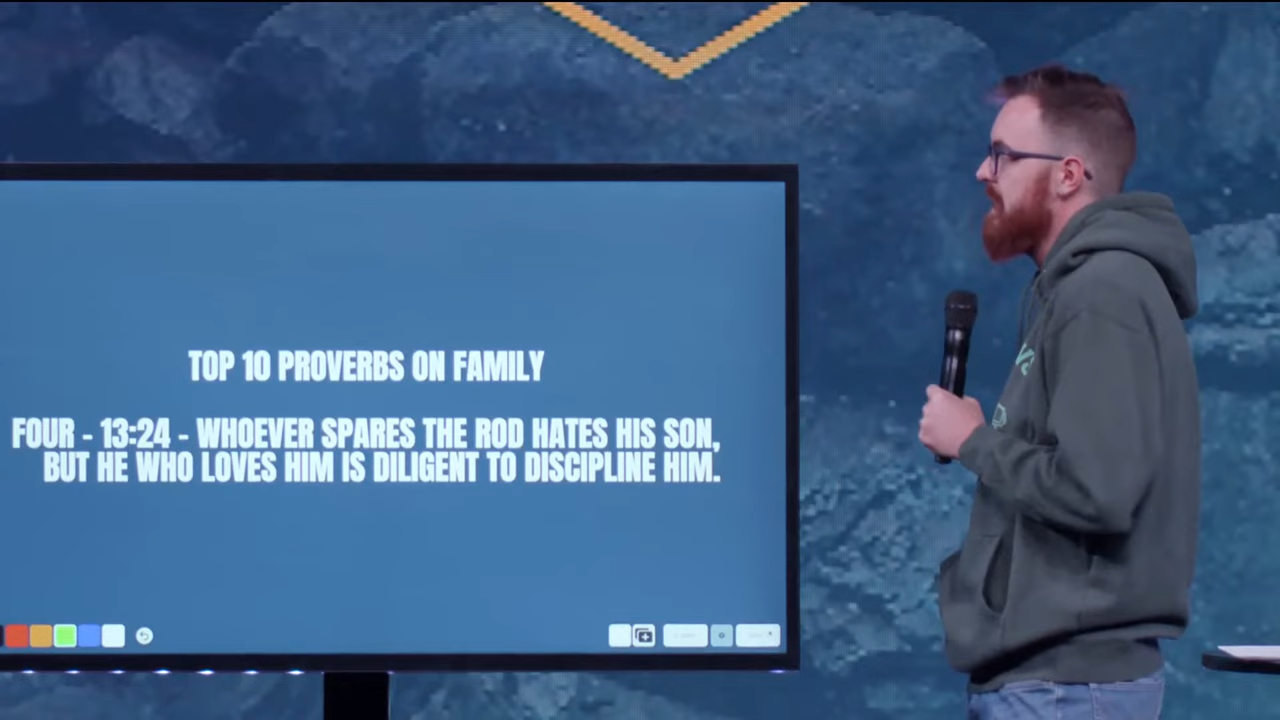 TOP 10 PROVERBS ON FAMILY
FOUR - 13:24 - WHOEVER SPARES THE ROD HATES HIS SON,
BUT HE WHO LOVES HIM IS DILIGENT TO DISCIPLINE HIM.